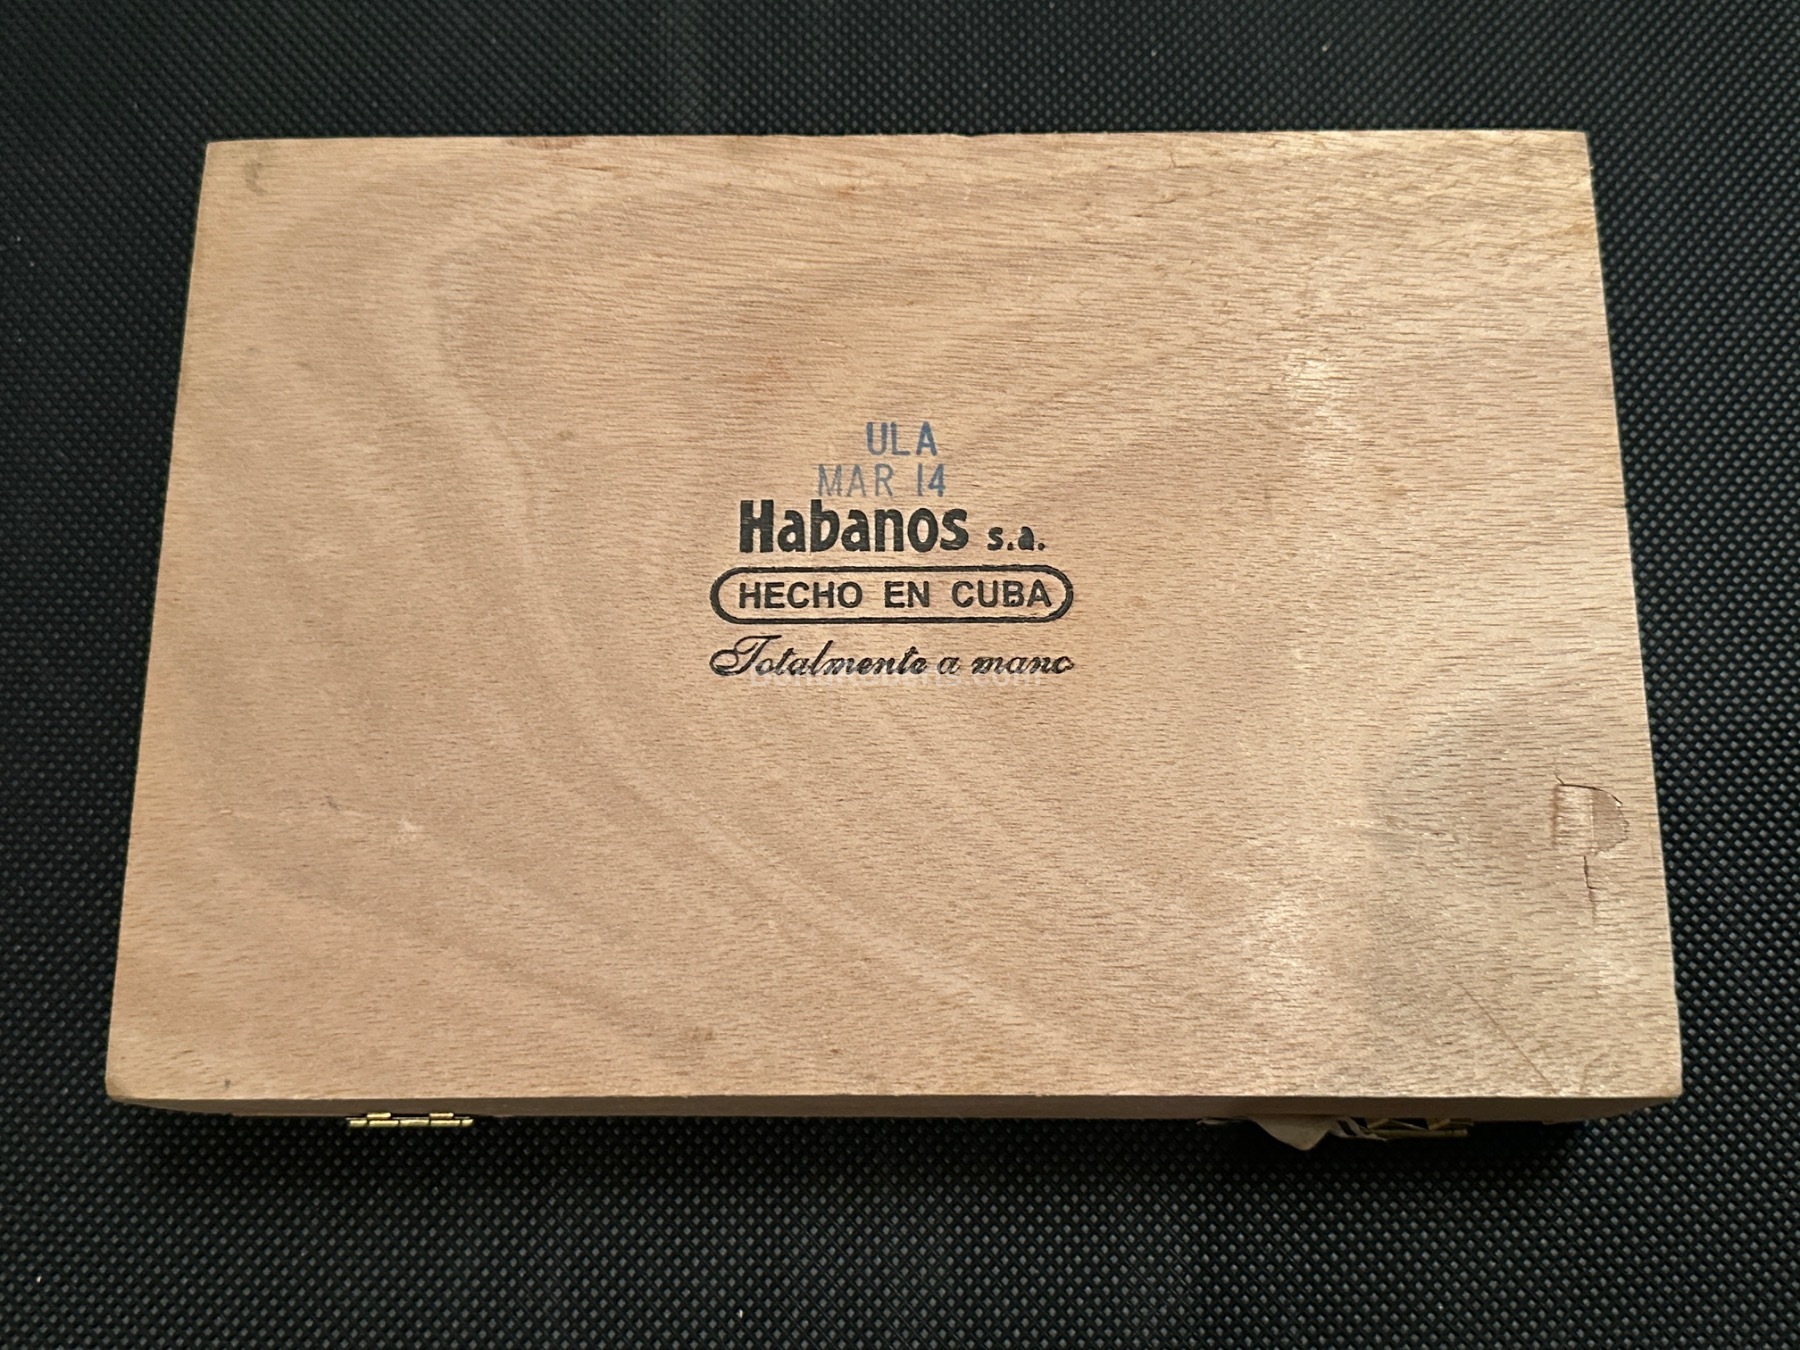 ULA
MAR 14
Habanos s.a.
HECHO EN CUBA
Totalmente a mano